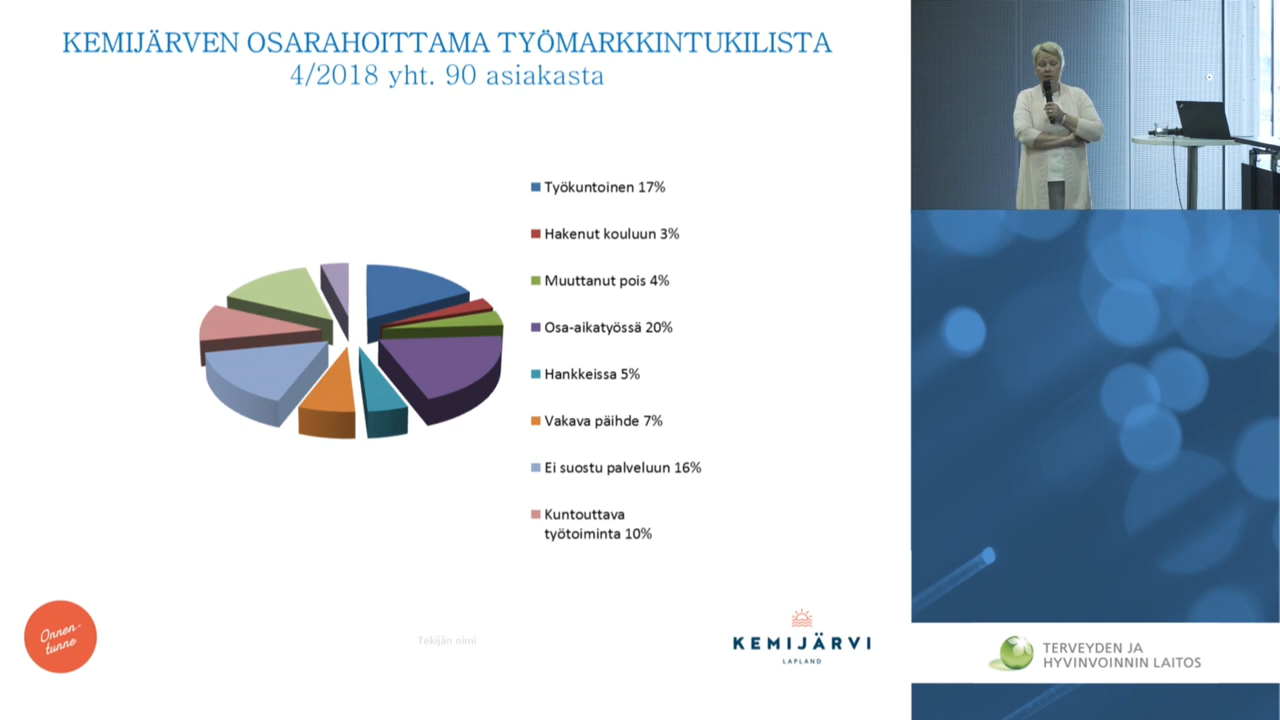 KEMIJÄRVEN OSARAHOITTAMA TYÖMARKKINTUKILISTA
4/2018 yht. 90 asiakasta
Työkuntoinen 17%
Hakenut kouluun 3%
Muuttanut pois 4%
Osa-aikatyössä 20%
Hankkeissa 5%
Vakava päihde 7%
Ei suostu palveluun 16%
Kuntouttava
työtoiminta 10%
Onnen-
tunne
Tekijän nimi
KEMIJÄRVI
LAPLAND
TERVEYDEN JA
HYVINVOINNIN LAITOS